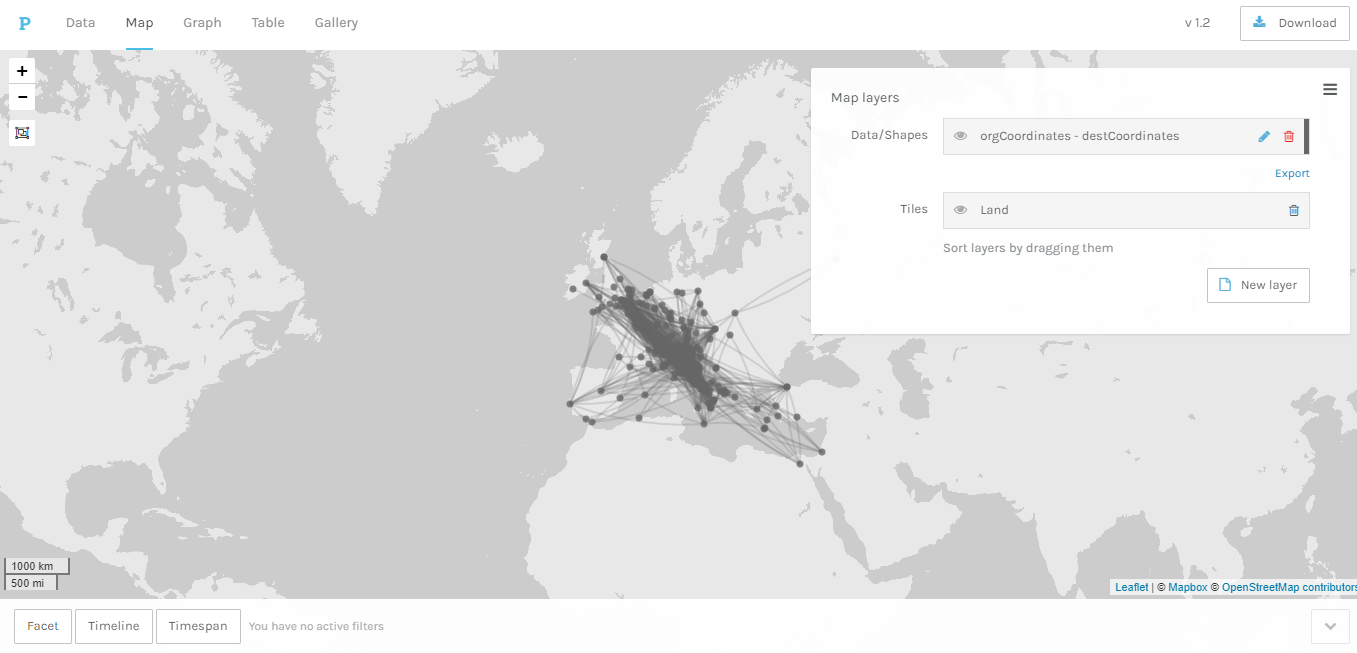 P Data Map Graph Table Gallery v 1.2 Download
+
−
Map layers
Data/Shapes orgCoordinates - destCoordinates
Export
Tiles Land
Sort layers by dragging them
New layer
1000 km
500 mi
Leaflet | © Mapbox © OpenStreetMap contributors
Facet Timeline Timespan You have no active filters